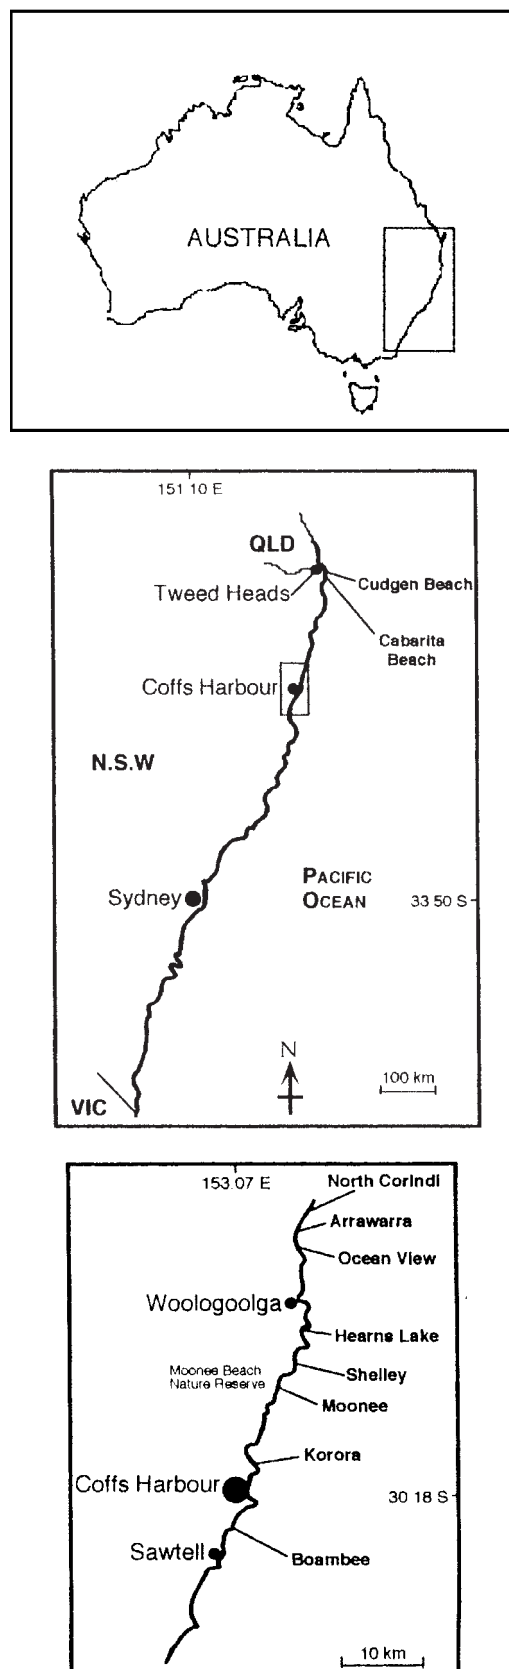 AUSTRALIA
151 10 E
QLD
Tweed Heads
Cudgen Beach
Cabarita
Beach
Coffs Harbour
N.S.W
Sydney
PACIFIC
OCEAN
33 50 S
N
100 km
VIC
153.07 E
North Corindi
Arrawarra
Ocean View
Woologoolga
Hearns Lake
Moonee Beach
Nature Reserve
Shelley
Moonee
Korora
Coffs Harbour
30 18 S
Sawtell
Boambee
10 km